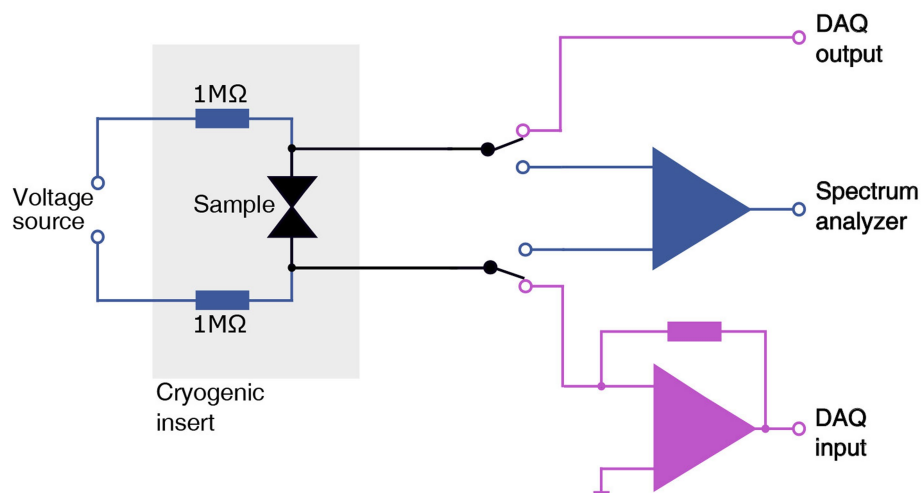 DAQ
output
1MΩ
Voltage
source
Sample
Spectrum
analyzer
1MΩ
Cryogenic
insert
DAQ
input